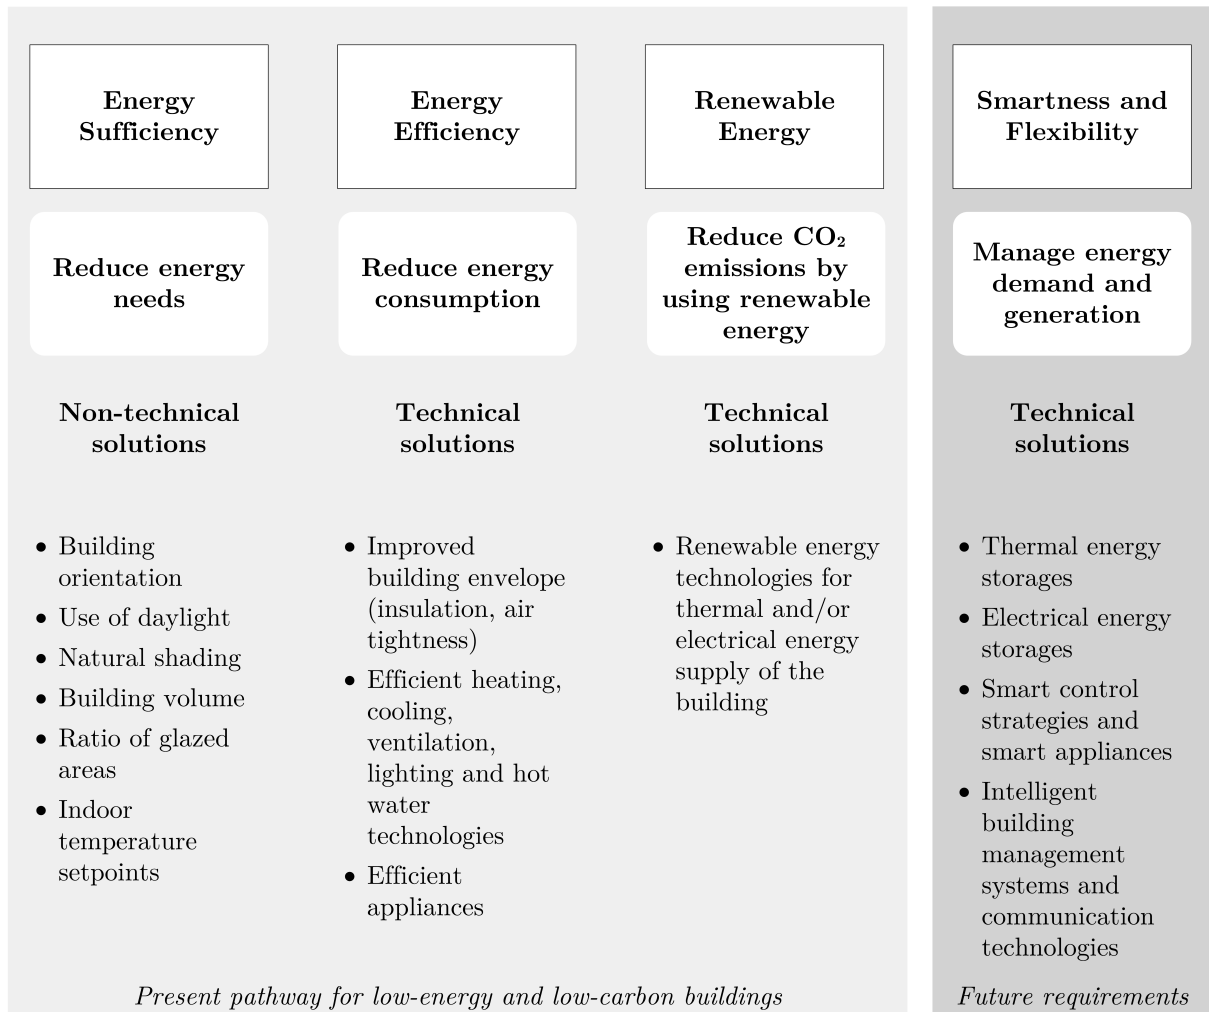 Energy
Sufficiency
Reduce energy
needs
Non-technical
solutions
• Building
orientation
• Use of daylight
• Natural shading
• Building volume
• Ratio of glazed
areas
• Indoor
temperature
setpoints
Energy
Efficiency
Reduce energy
consumption
Technical
solutions
• Improved
building envelope
(insulation, air
tightness)
• Efficient heating,
cooling,
ventilation,
lighting and hot
water
technologies
• Efficient
appliances
Renewable
Energy
Reduce CO₂
emissions by
using renewable
energy
Technical
solutions
• Renewable energy
technologies for
thermal and/or
electrical energy
supply of the
building
Present pathway for low-energy and low-carbon buildings
Smartness and
Flexibility
Manage energy
demand and
generation
Technical
solutions
• Thermal energy
storages
• Electrical energy
storages
• Smart control
strategies and
smart appliances
• Intelligent
building
management
systems and
communication
technologies
Future requirements